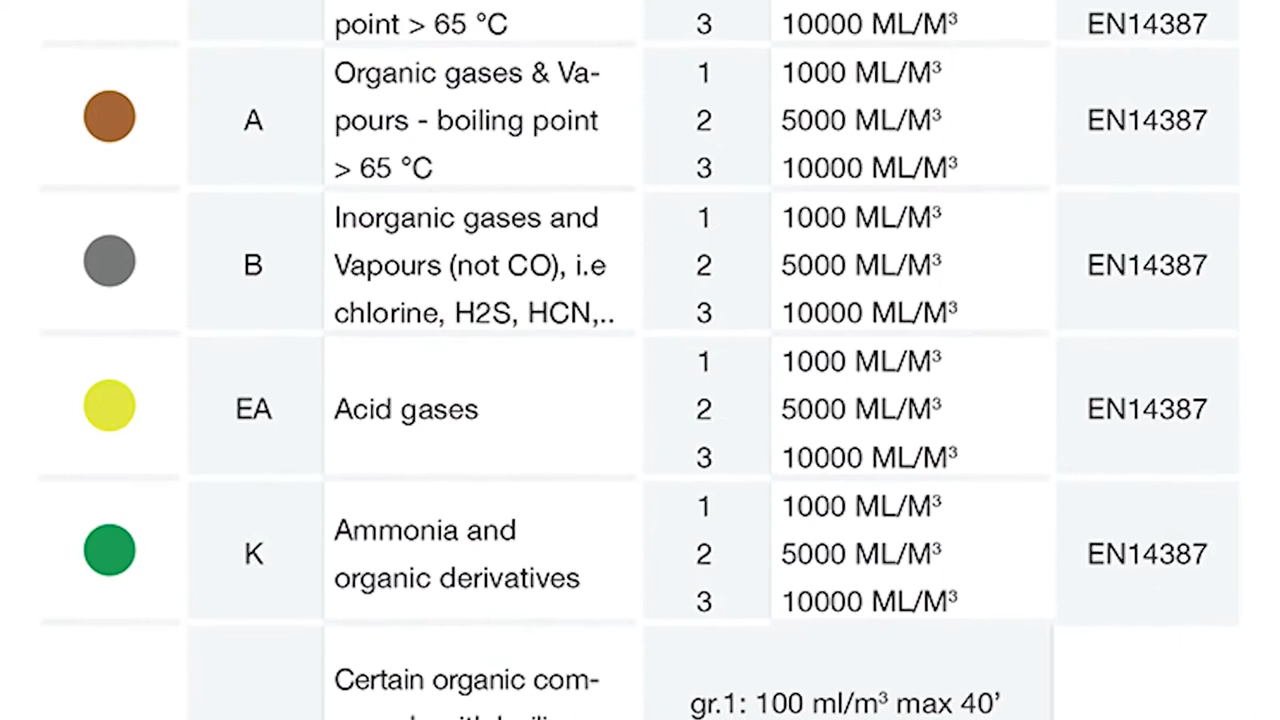 point > 65 °C 3 10000 ML/M³ EN14387
Organic gases & Va- 1 1000 ML/M³
A pours - boiling point 2 5000 ML/M³ EN14387
> 65 °C 3 10000 ML/M³
Inorganic gases and 1 1000 ML/M³
B Vapours (not CO), i.e 2 5000 ML/M³ EN14387
chlorine, H2S, HCN,.. 3 10000 ML/M³
1 1000 ML/M³
EA Acid gases 2 5000 ML/M³ EN14387
3 10000 ML/M³
1 1000 ML/M³
Ammonia and
K 2 5000 ML/M³ EN14387
organic derivatives
3 10000 ML/M³
Certain organic com-
gr.1: 100 ml/m³ max 40’